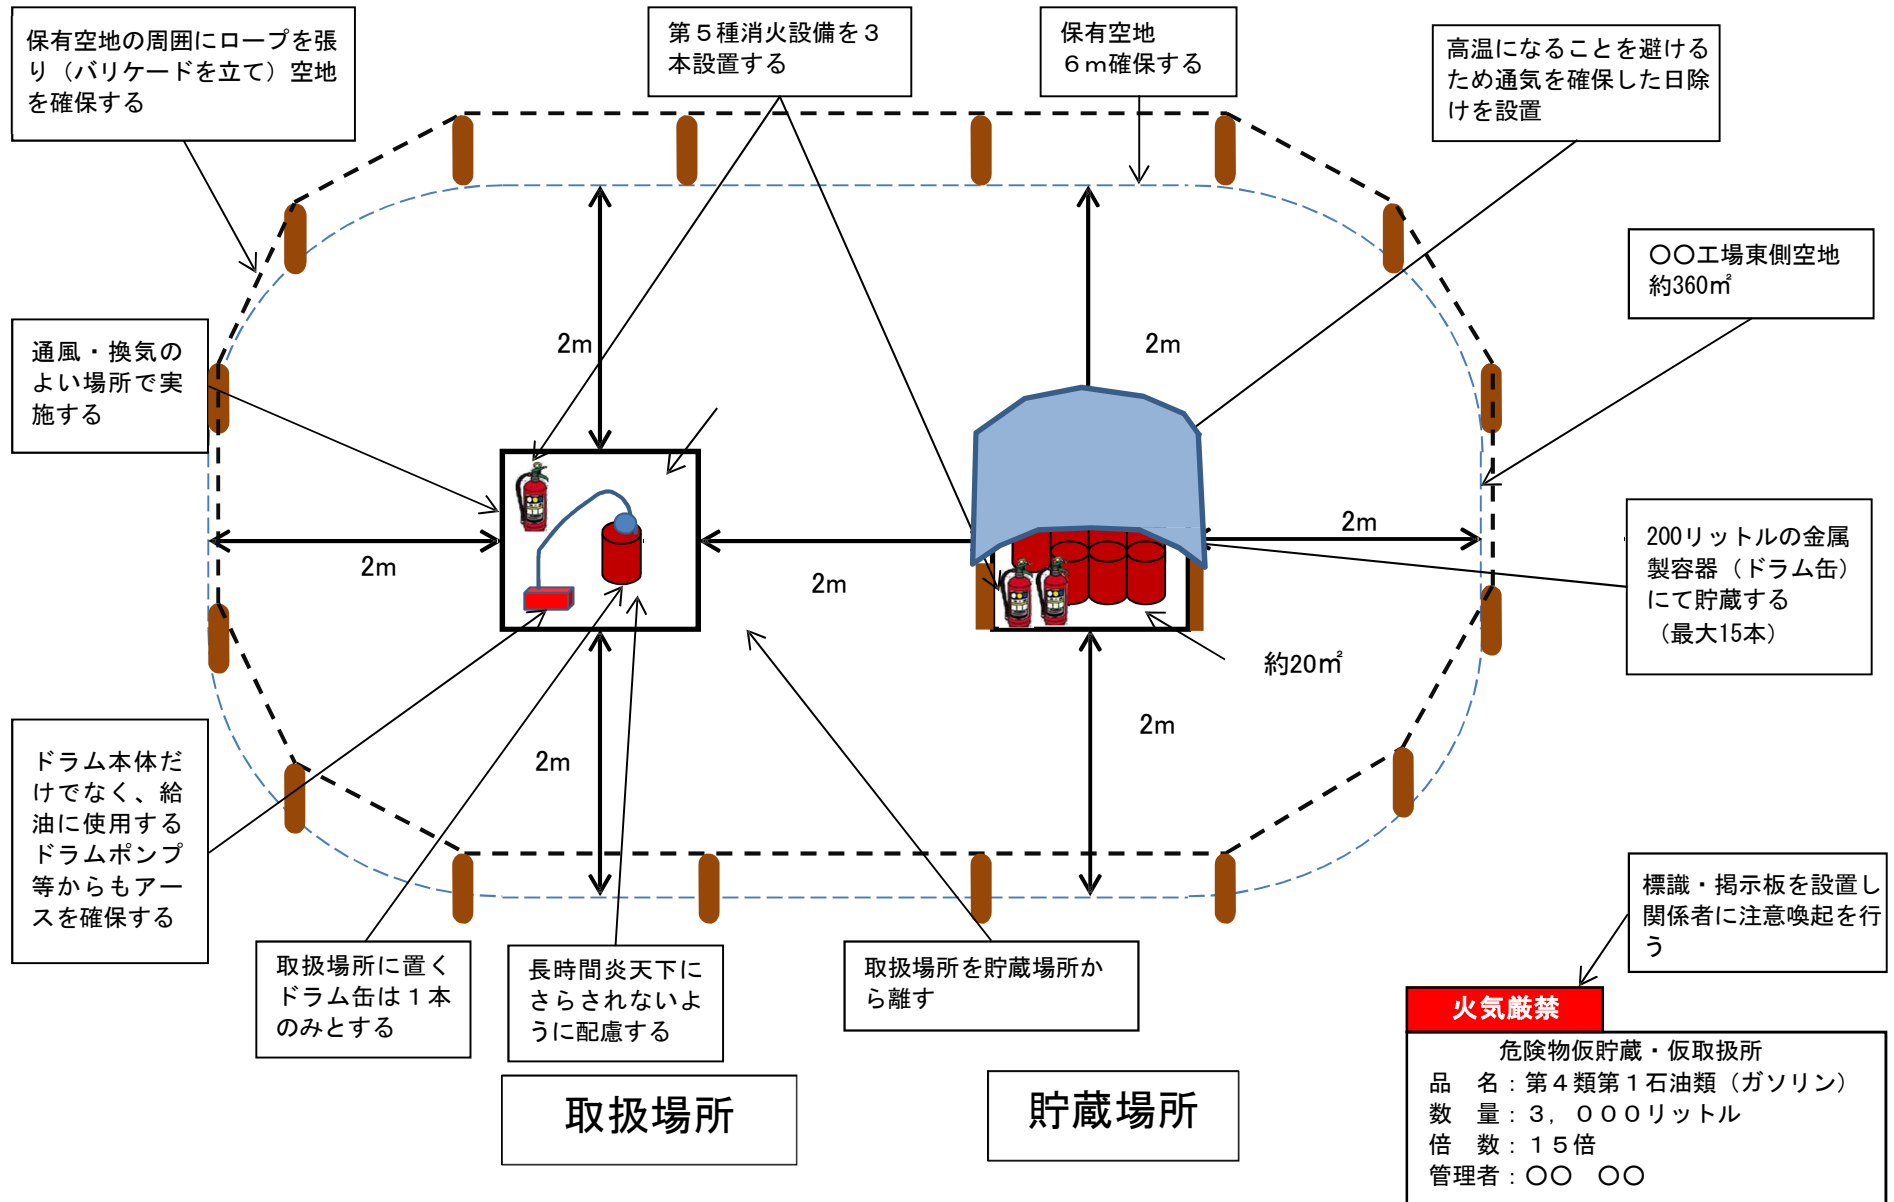 保有空地の周囲にロープを張
り（バリケードを立て）空地
を確保する
第５種消火設備を３
本設置する
保有空地
６ｍ確保する
高温になることを避ける
ため通気を確保した日除
けを設置
〇〇工場東側空地
約360㎡
通風・換気の
よい場所で実
施する
2m
2m
2m
2m
2m
2m
2m
200リットルの金属
製容器（ドラム缶）
にて貯蔵する
（最大15本）
約20㎡
ドラム本体だ
けでなく、給
油に使用する
ドラムポンプ
等からもアー
スを確保する
取扱場所に置く
ドラム缶は１本
のみとする
長時間炎天下に
さらされないよ
うに配慮する
取扱場所を貯蔵場所か
ら離す
標識・掲示板を設置し
関係者に注意喚起を行
う
取扱場所
貯蔵場所
火気厳禁
危険物仮貯蔵・仮取扱所
品　名：第４類第１石油類（ガソリン）
数　量：３，０００リットル
倍　数：１５倍
管理者：〇〇　〇〇